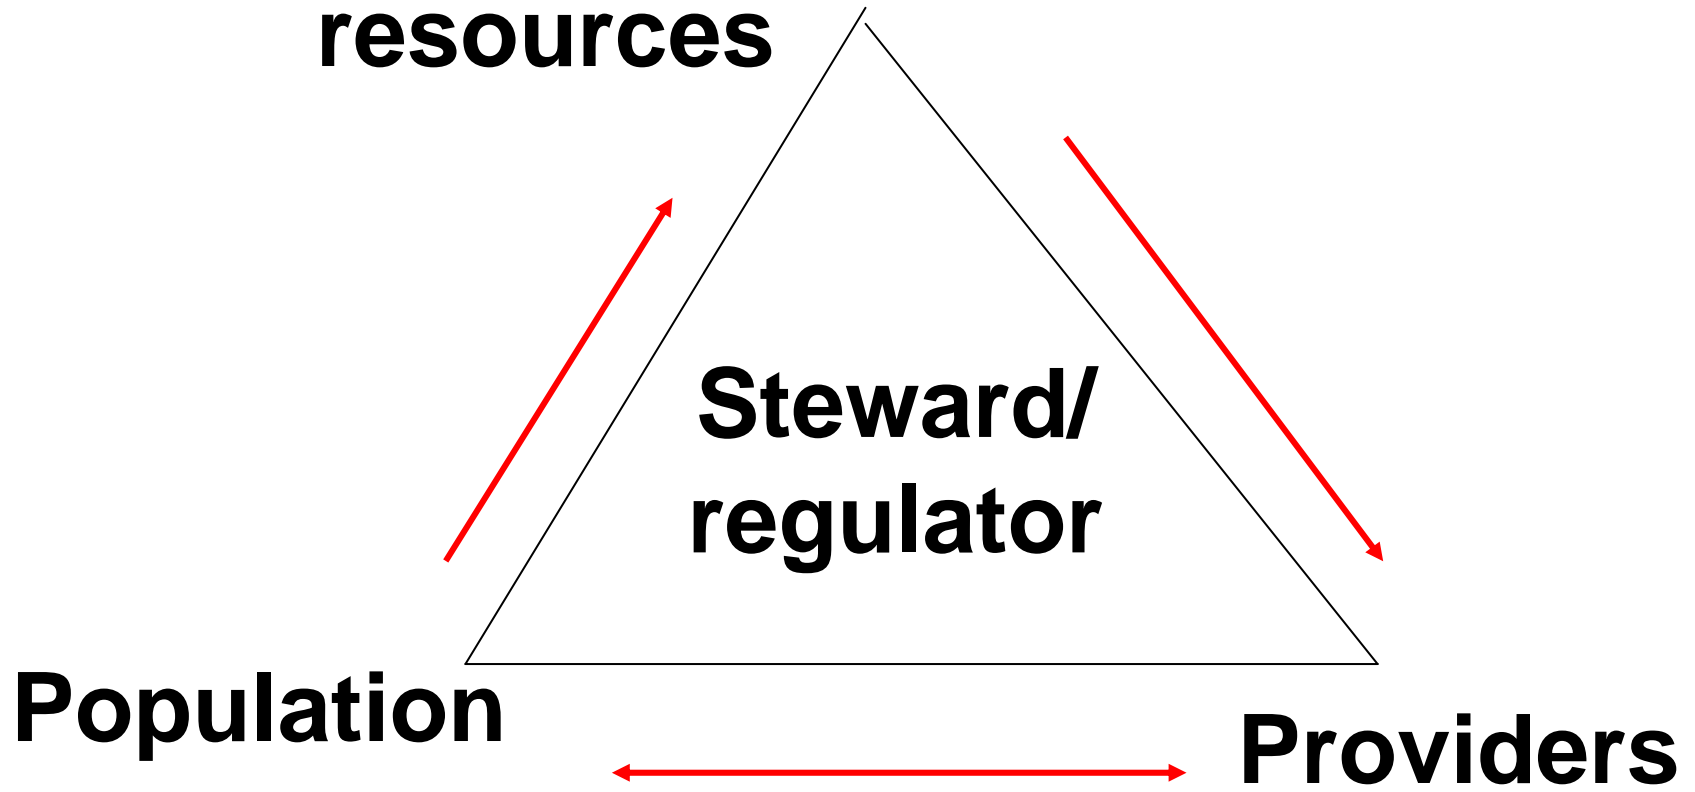 resources
Steward/
regulator
Population
Providers